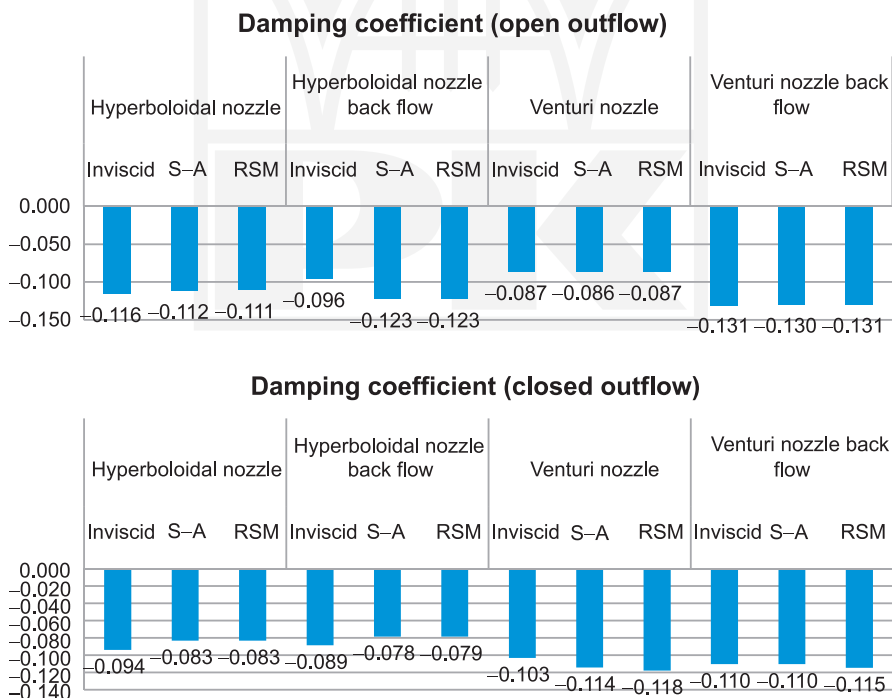 Damping coefficient (open outflow)
Hyperboloidal nozzle
Hyperboloidal nozzle
back flow
Venturi nozzle
Venturi nozzle back
flow
Inviscid S–A RSM Inviscid S–A RSM Inviscid S–A RSM Inviscid S–A RSM
0.000
–0.050
–0.100
–0.150
–0.116 –0.112 –0.111 –0.096 –0.123 –0.123 –0.087 –0.086 –0.087 –0.131 –0.130 –0.131
Damping coefficient (closed outflow)
Hyperboloidal nozzle
Hyperboloidal nozzle
back flow
Venturi nozzle
Venturi nozzle back
flow
Inviscid S–A RSM Inviscid S–A RSM Inviscid S–A RSM Inviscid S–A RSM
0.000
–0.020
–0.040
–0.060
–0.080
–0.100
–0.120
–0.140
–0.094 –0.083 –0.083 –0.089 –0.078 –0.079 –0.103 –0.114 –0.118 –0.110 –0.110 –0.115
PK